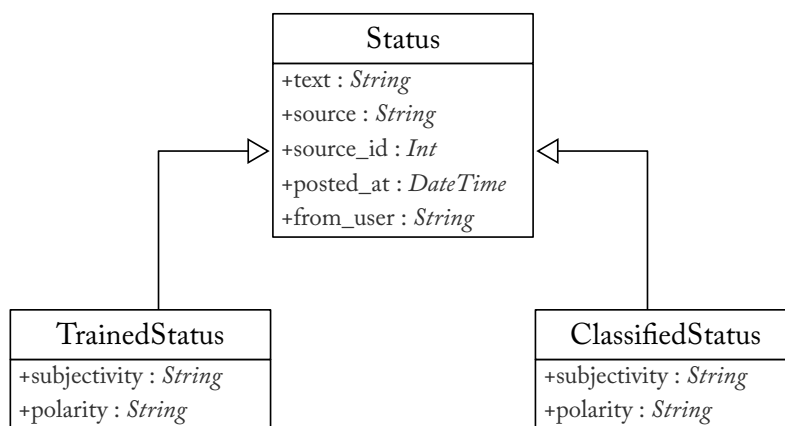 Status
+text : String
+source : String
+source_id : Int
+posted_at : DateTime
+from_user : String
TrainedStatus
+subjectivity : String
+polarity : String
ClassifiedStatus
+subjectivity : String
+polarity : String